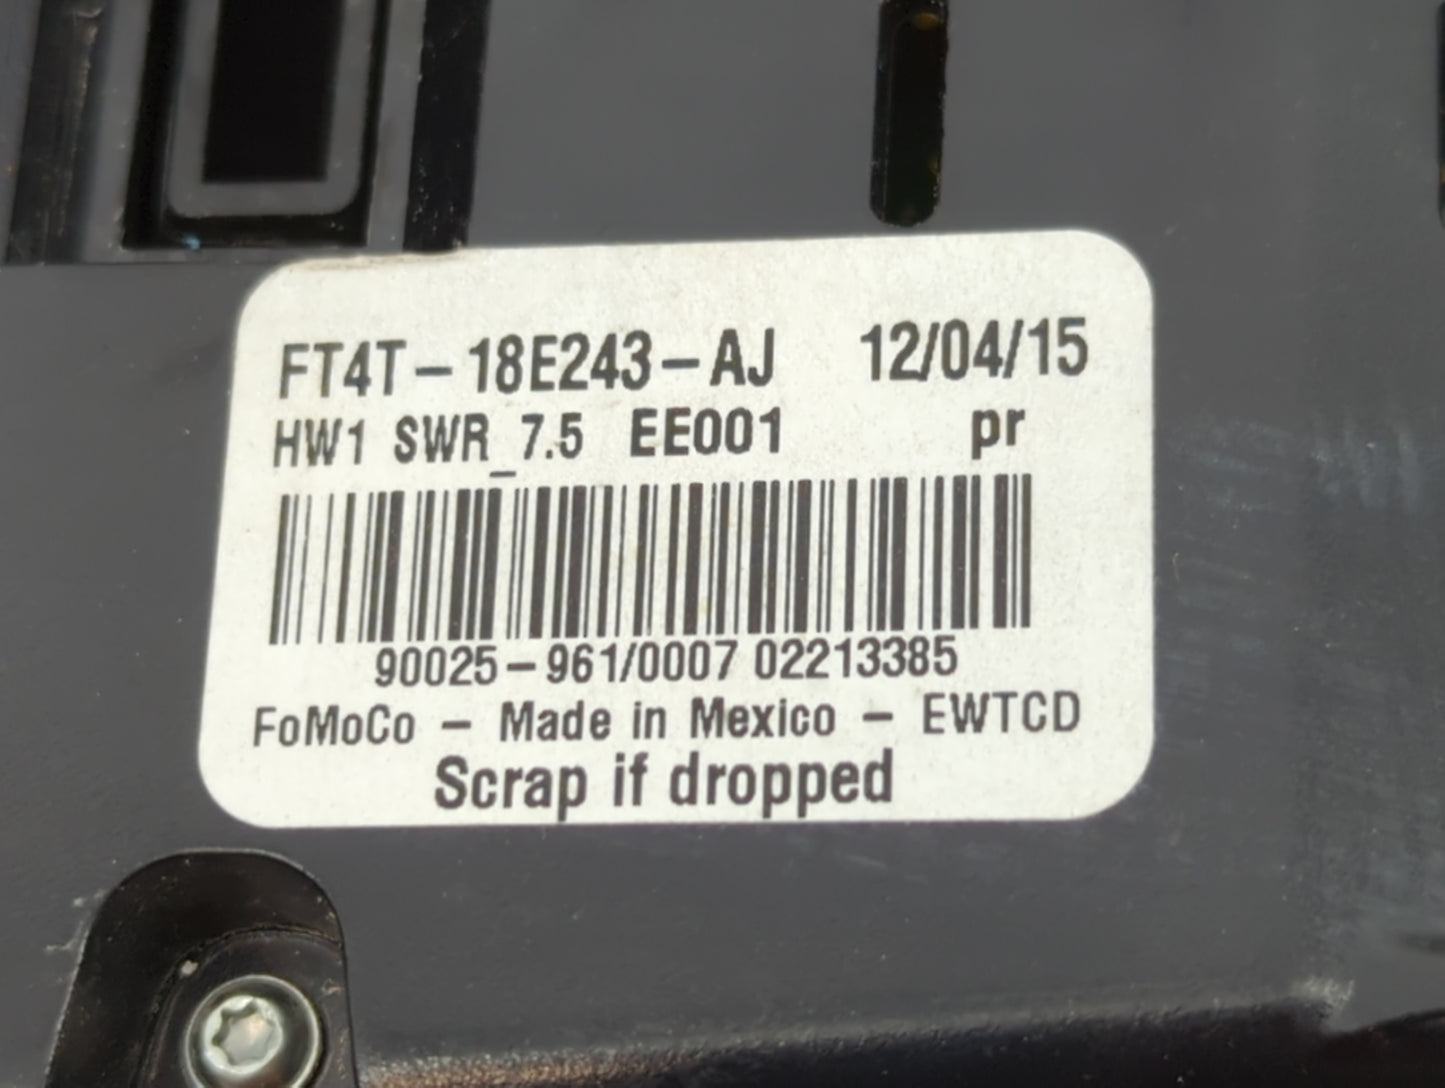 FT4T-18E243-AJ 12/04/15
HW1 SWR_7.5 EE001 pr
90025-961/0007 02213385
FoMoCo - Made in Mexico - EWTCD
Scrap if dropped